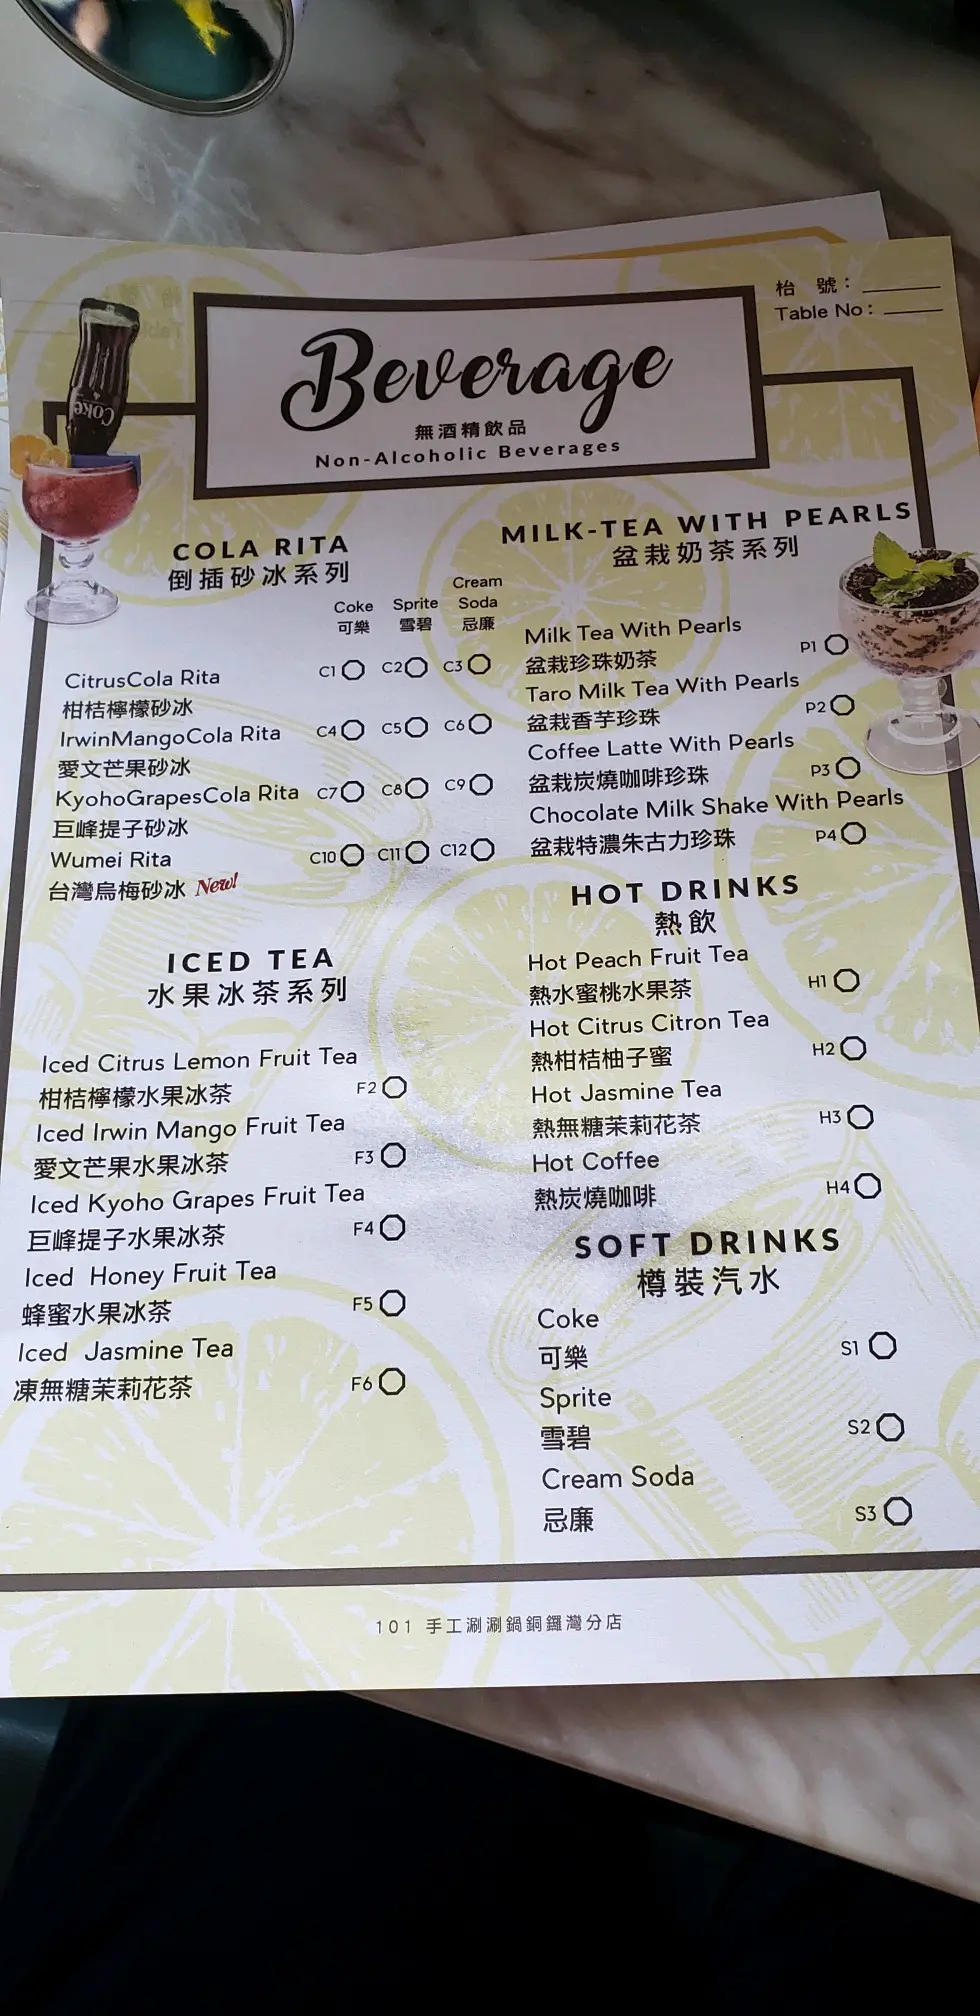 枱 號：
Table No：
Coke
Beverage
無酒精飲品
Non-Alcoholic Beverages
COLA RITA
倒插砂冰系列
Coke Sprite Cream Soda
可樂 雪碧 忌廉
CitrusCola Rita C1 C2 C3
柑桔檸檬砂冰
IrwinMangoCola Rita C4 C5 C6
愛文芒果砂冰
KyohoGrapesCola Rita C7 C8 C9
巨峰提子砂冰
Wumei Rita C10 C11 C12
台灣烏梅砂冰 New!
ICED TEA
水果冰茶系列
Iced Citrus Lemon Fruit Tea
柑桔檸檬水果冰茶 F2
Iced Irwin Mango Fruit Tea
愛文芒果水果冰茶 F3
Iced Kyoho Grapes Fruit Tea
巨峰提子水果冰茶 F4
Iced Honey Fruit Tea
蜂蜜水果冰茶 F5
Iced Jasmine Tea
凍無糖茉莉花茶 F6
MILK-TEA WITH PEARLS
盆栽奶茶系列
Milk Tea With Pearls
盆栽珍珠奶茶 P1
Taro Milk Tea With Pearls
盆栽香芋珍珠 P2
Coffee Latte With Pearls
盆栽炭燒咖啡珍珠 P3
Chocolate Milk Shake With Pearls
盆栽特濃朱古力珍珠 P4
HOT DRINKS
熱飲
Hot Peach Fruit Tea
熱水蜜桃水果茶 H1
Hot Citrus Citron Tea
熱柑桔柚子蜜 H2
Hot Jasmine Tea
熱無糖茉莉花茶 H3
Hot Coffee
熱炭燒咖啡 H4
SOFT DRINKS
樽裝汽水
Coke
可樂 S1
Sprite
雪碧 S2
Cream Soda
忌廉 S3
101 手工涮涮鍋銅鑼灣分店